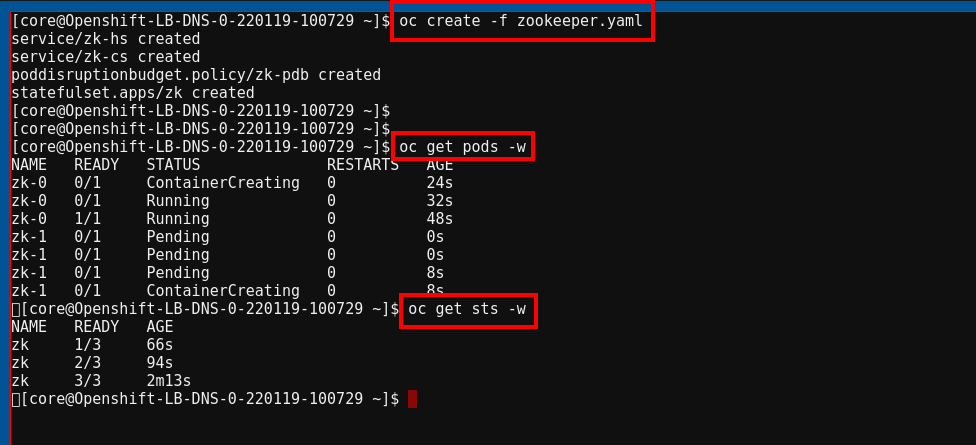 [core@Openshift-LB-DNS-0-220119-100729 ~]$ oc create -f zookeeper.yaml
service/zk-hs created
service/zk-cs created
poddisruptionbudget.policy/zk-pdb created
statefulset.apps/zk created
[core@Openshift-LB-DNS-0-220119-100729 ~]$
[core@Openshift-LB-DNS-0-220119-100729 ~]$
[core@Openshift-LB-DNS-0-220119-100729 ~]$ oc get pods -w
NAME   READY   STATUS              RESTARTS   AGE
zk-0   0/1     ContainerCreating   0          24s
zk-0   0/1     Running             0          32s
zk-0   1/1     Running             0          48s
zk-1   0/1     Pending             0          0s
zk-1   0/1     Pending             0          0s
zk-1   0/1     Pending             0          8s
zk-1   0/1     ContainerCreating   0          8s
[core@Openshift-LB-DNS-0-220119-100729 ~]$ oc get sts -w
NAME   READY   AGE
zk     1/3     66s
zk     2/3     94s
zk     3/3     2m13s
[core@Openshift-LB-DNS-0-220119-100729 ~]$